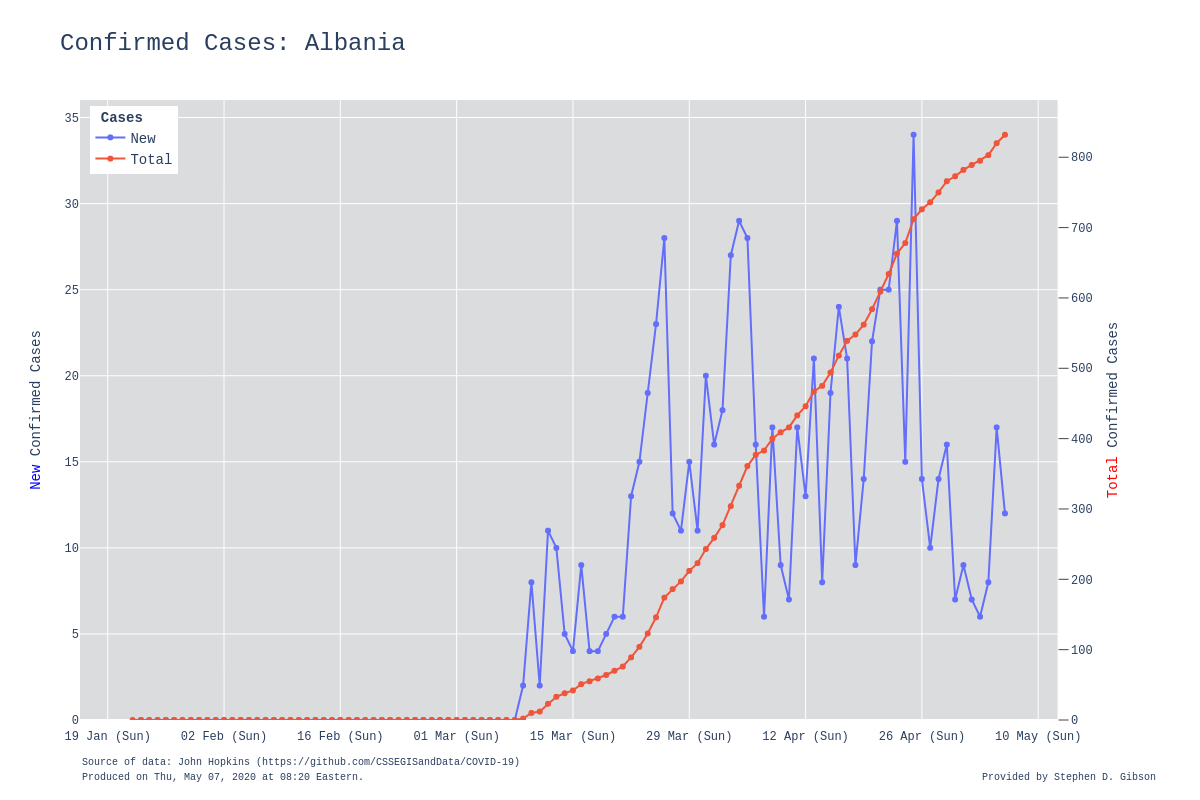 Confirmed Cases: Albania
Cases
New
Total
35
30
25
20
15
10
5
0
800
700
600
500
400
300
200
100
0
New Confirmed Cases
Total Confirmed Cases
19 Jan (Sun) 02 Feb (Sun) 16 Feb (Sun) 01 Mar (Sun) 15 Mar (Sun) 29 Mar (Sun) 12 Apr (Sun) 26 Apr (Sun) 10 May (Sun)
Source of data: John Hopkins (https://github.com/CSSEGISandData/COVID-19)
Produced on Thu, May 07, 2020 at 08:20 Eastern.
Provided by Stephen D. Gibson